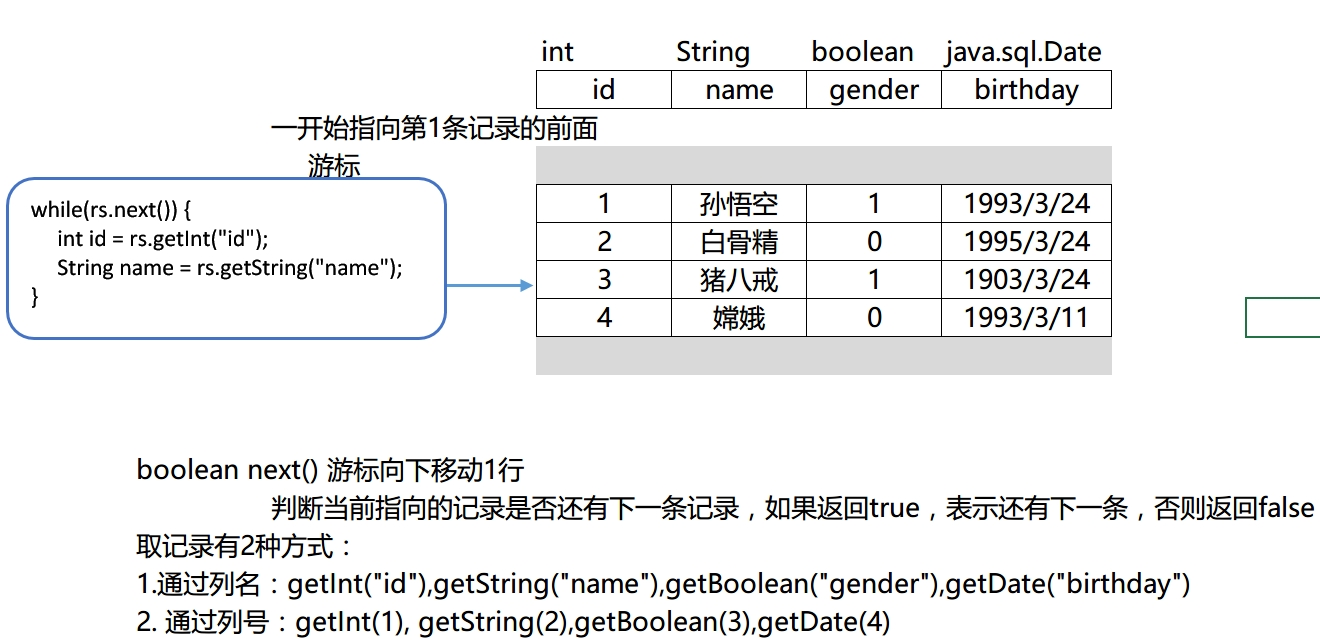 int String boolean java.sql.Date
id name gender birthday
一开始指向第1条记录的前面
游标
while(rs.next()) {
int id = rs.getInt("id");
String name = rs.getString("name");
}
1 孙悟空 1 1993/3/24
2 白骨精 0 1995/3/24
3 猪八戒 1 1903/3/24
4 嫦娥 0 1993/3/11
boolean next() 游标向下移动1行
判断当前指向的记录是否还有下一条记录，如果返回true，表示还有下一条，否则返回false
取记录有2种方式：
1.通过列名：getInt("id"),getString("name"),getBoolean("gender"),getDate("birthday")
2. 通过列号：getInt(1), getString(2),getBoolean(3),getDate(4)